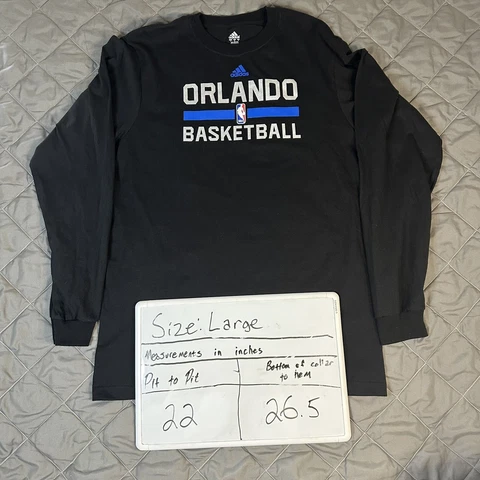 adidas
adidas
ORLANDO
BASKETBALL
Size: Large
Measurements in inches
Pit to Pit
Bottom of collar
to hem
22
26.5